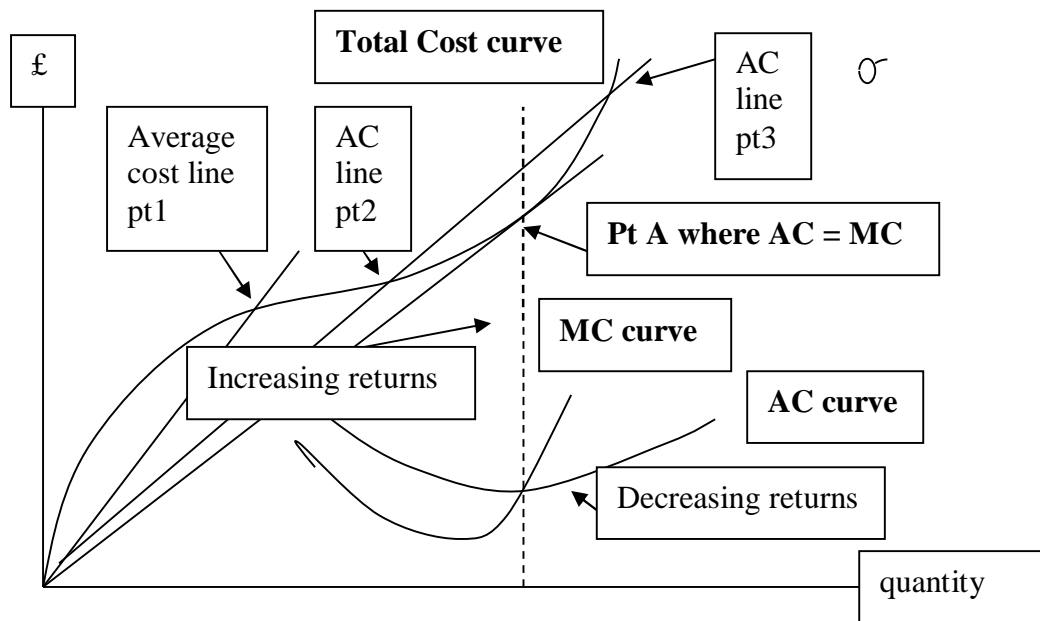 Total Cost curve
£
AC
line
pt3
Average
cost line
pt1
AC
line
pt2
Pt A where AC = MC
MC curve
Increasing returns
AC curve
Decreasing returns
quantity